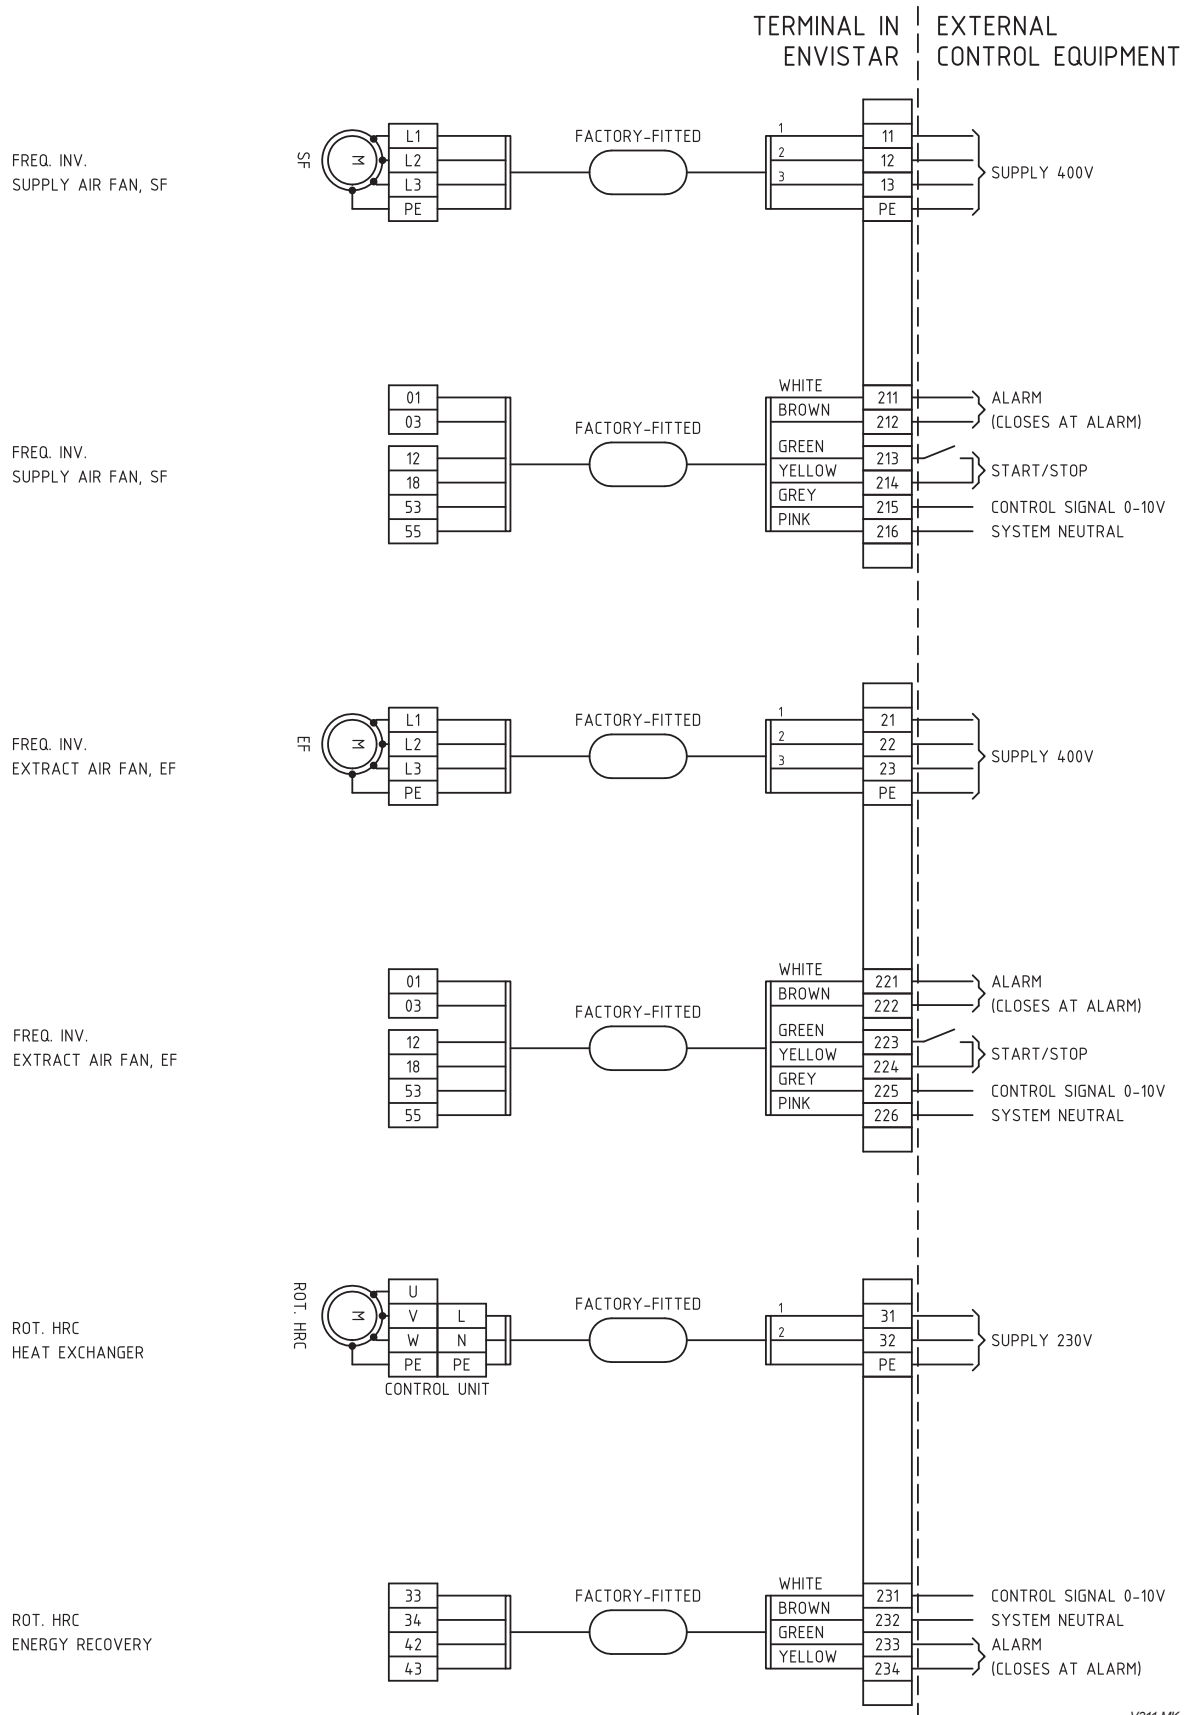 TERMINAL IN
ENVISTAR
EXTERNAL
CONTROL EQUIPMENT
FREQ. INV.
SUPPLY AIR FAN, SF
SF
M
L1
L2
L3
PE
FACTORY-FITTED
1
2
3
11
12
13
PE
SUPPLY 400V
FREQ. INV.
SUPPLY AIR FAN, SF
01
03
12
18
53
55
FACTORY-FITTED
WHITE
BROWN
GREEN
YELLOW
GREY
PINK
211
212
213
214
215
216
ALARM
(CLOSES AT ALARM)
START/STOP
CONTROL SIGNAL 0-10V
SYSTEM NEUTRAL
FREQ. INV.
EXTRACT AIR FAN, EF
EF
M
L1
L2
L3
PE
FACTORY-FITTED
1
2
3
21
22
23
PE
SUPPLY 400V
FREQ. INV.
EXTRACT AIR FAN, EF
01
03
12
18
53
55
FACTORY-FITTED
WHITE
BROWN
GREEN
YELLOW
GREY
PINK
221
222
223
224
225
226
ALARM
(CLOSES AT ALARM)
START/STOP
CONTROL SIGNAL 0-10V
SYSTEM NEUTRAL
ROT. HRC
HEAT EXCHANGER
ROT. HRC
M
U
V L
W N
PE PE
CONTROL UNIT
FACTORY-FITTED
1
2
31
32
PE
SUPPLY 230V
ROT. HRC
ENERGY RECOVERY
33
34
42
43
FACTORY-FITTED
WHITE
BROWN
GREEN
YELLOW
231
232
233
234
CONTROL SIGNAL 0-10V
SYSTEM NEUTRAL
ALARM
(CLOSES AT ALARM)